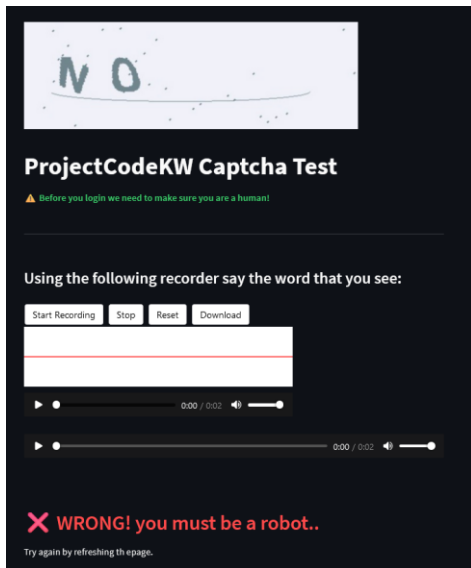 N O
ProjectCodeKW Captcha Test
⚠ Before you login we need to make sure you are a human!
Using the following recorder say the word that you see:
Start Recording Stop Reset Download
0:00 / 0:02
0:00 / 0:02
❌ WRONG! you must be a robot..
Try again by refreshing th epage.